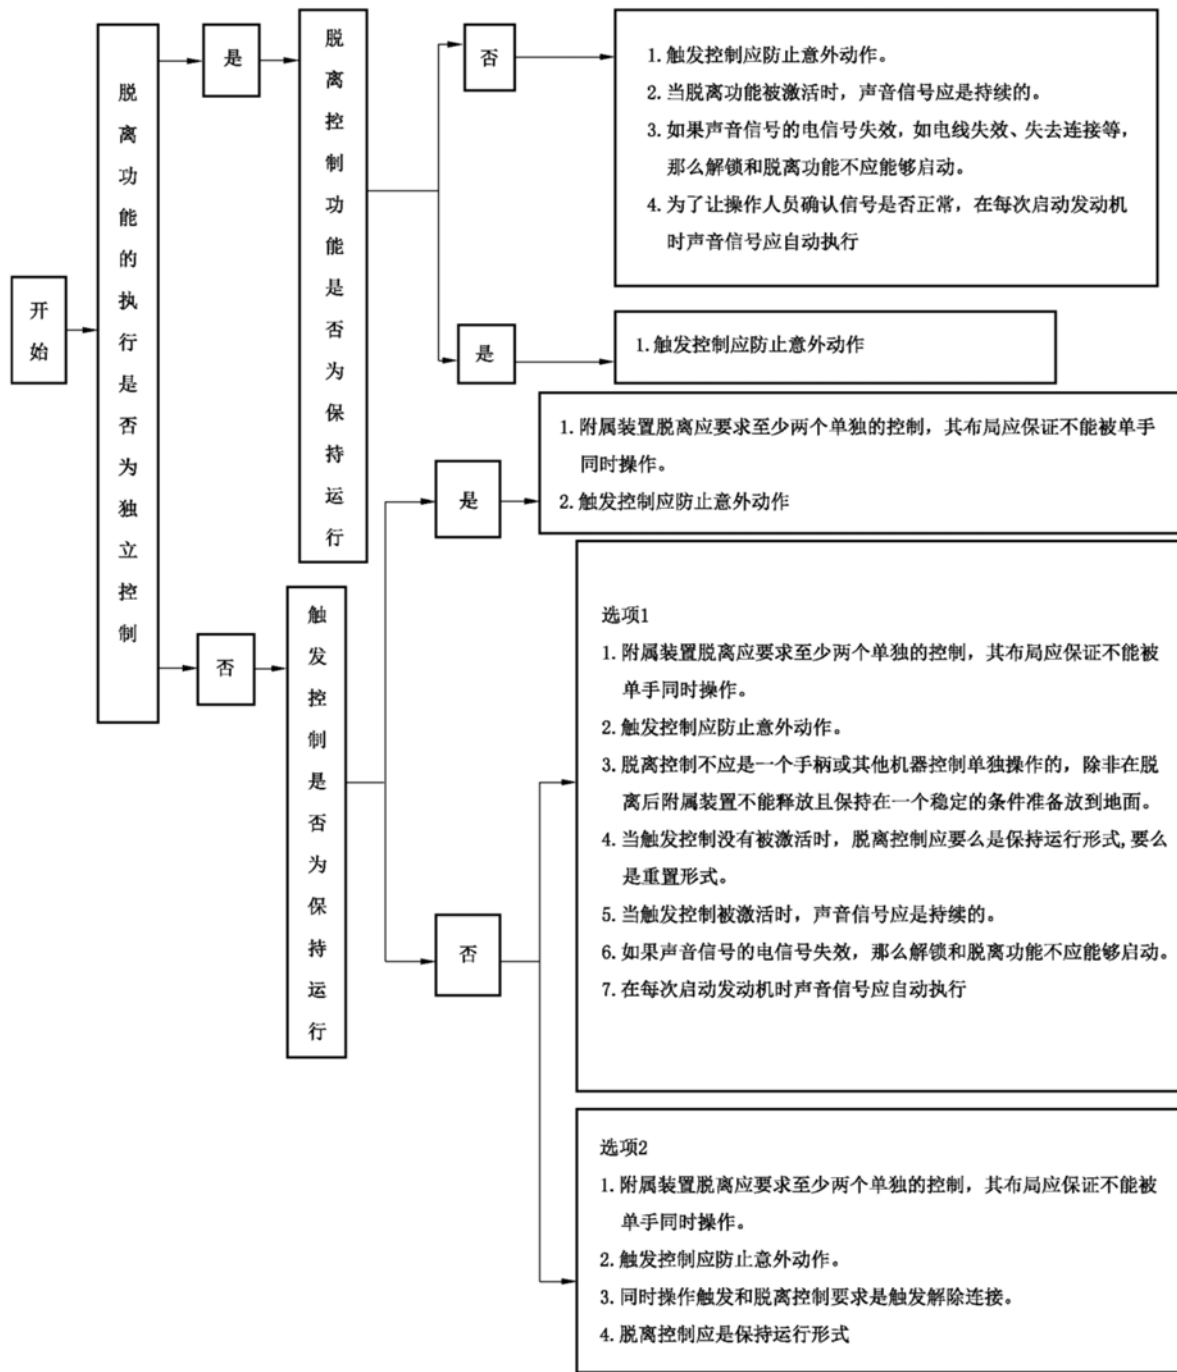 开始
脱离功能的执行是否为独立控制
是
脱离控制功能是否为保持运行
否
1.触发控制应防止意外动作。
2.当脱离功能被激活时，声音信号应是持续的。
3.如果声音信号的电信号失效，如电线失效、失去连接等，
那么解锁和脱离功能不应能够启动。
4.为了让操作人员确认信号是否正常，在每次启动发动机
时声音信号应自动执行
是
1.触发控制应防止意外动作
否
触发控制是否为保持运行
是
1.附属装置脱离应要求至少两个单独的控制，其布局应保证不能被单手
同时操作。
2.触发控制应防止意外动作
否
选项1
1.附属装置脱离应要求至少两个单独的控制，其布局应保证不能被
单手同时操作。
2.触发控制应防止意外动作。
3.脱离控制不应是一个手柄或其他机器控制单独操作的，除非在脱
离后附属装置不能释放且保持在一个稳定的条件准备放到地面。
4.当触发控制没有被激活时，脱离控制应要么是保持运行形式,要么
是重置形式。
5.当触发控制被激活时，声音信号应是持续的。
6.如果声音信号的电信号失效，那么解锁和脱离功能不应能够启动。
7.在每次启动发动机时声音信号应自动执行
选项2
1.附属装置脱离应要求至少两个单独的控制，其布局应保证不能被
单手同时操作。
2.触发控制应防止意外动作。
3.同时操作触发和脱离控制要求是触发解除连接。
4.脱离控制应是保持运行形式